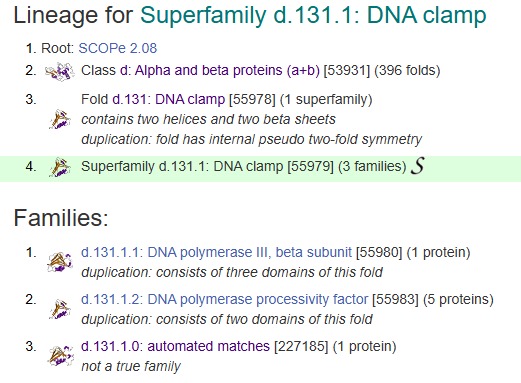 Lineage for Superfamily d.131.1: DNA clamp
1. Root: SCOPe 2.08
2. Class d: Alpha and beta proteins (a+b) [53931] (396 folds)
3. Fold d.131: DNA clamp [55978] (1 superfamily)
contains two helices and two beta sheets
duplication: fold has internal pseudo two-fold symmetry
4. Superfamily d.131.1: DNA clamp [55979] (3 families) S
Families:
1. d.131.1.1: DNA polymerase III, beta subunit [55980] (1 protein)
duplication: consists of three domains of this fold
2. d.131.1.2: DNA polymerase processivity factor [55983] (5 proteins)
duplication: consists of two domains of this fold
3. d.131.1.0: automated matches [227185] (1 protein)
not a true family